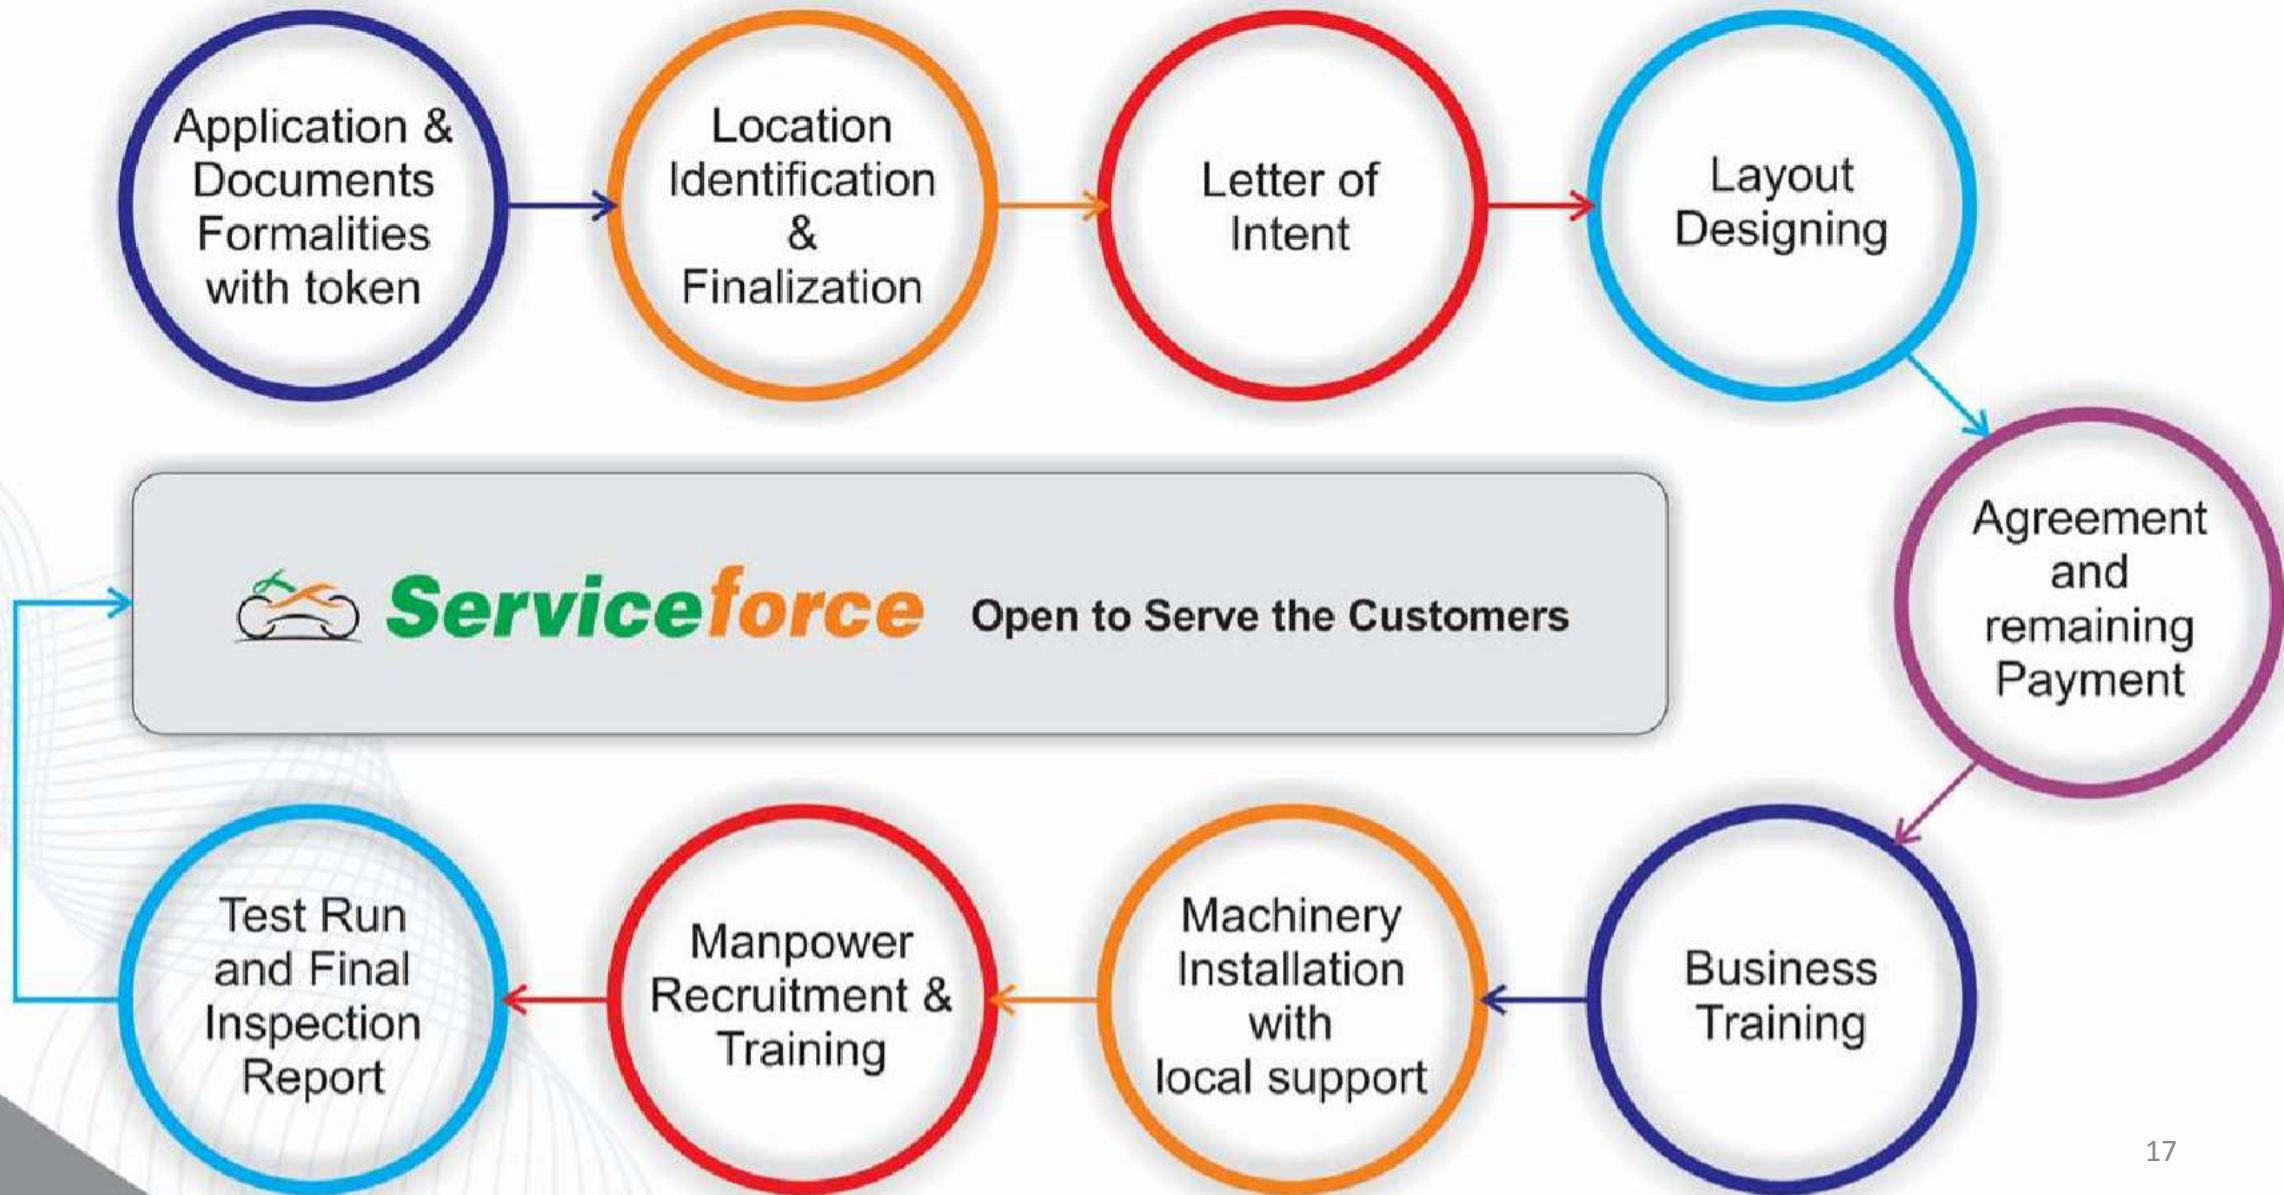 Application &
Documents
Formalities
with token
Location
Identification
&
Finalization
Letter of
Intent
Layout
Designing
Agreement
and
remaining
Payment
Business
Training
Machinery
Installation
with
local support
Manpower
Recruitment &
Training
Test Run
and Final
Inspection
Report
Serviceforce Open to Serve the Customers
17